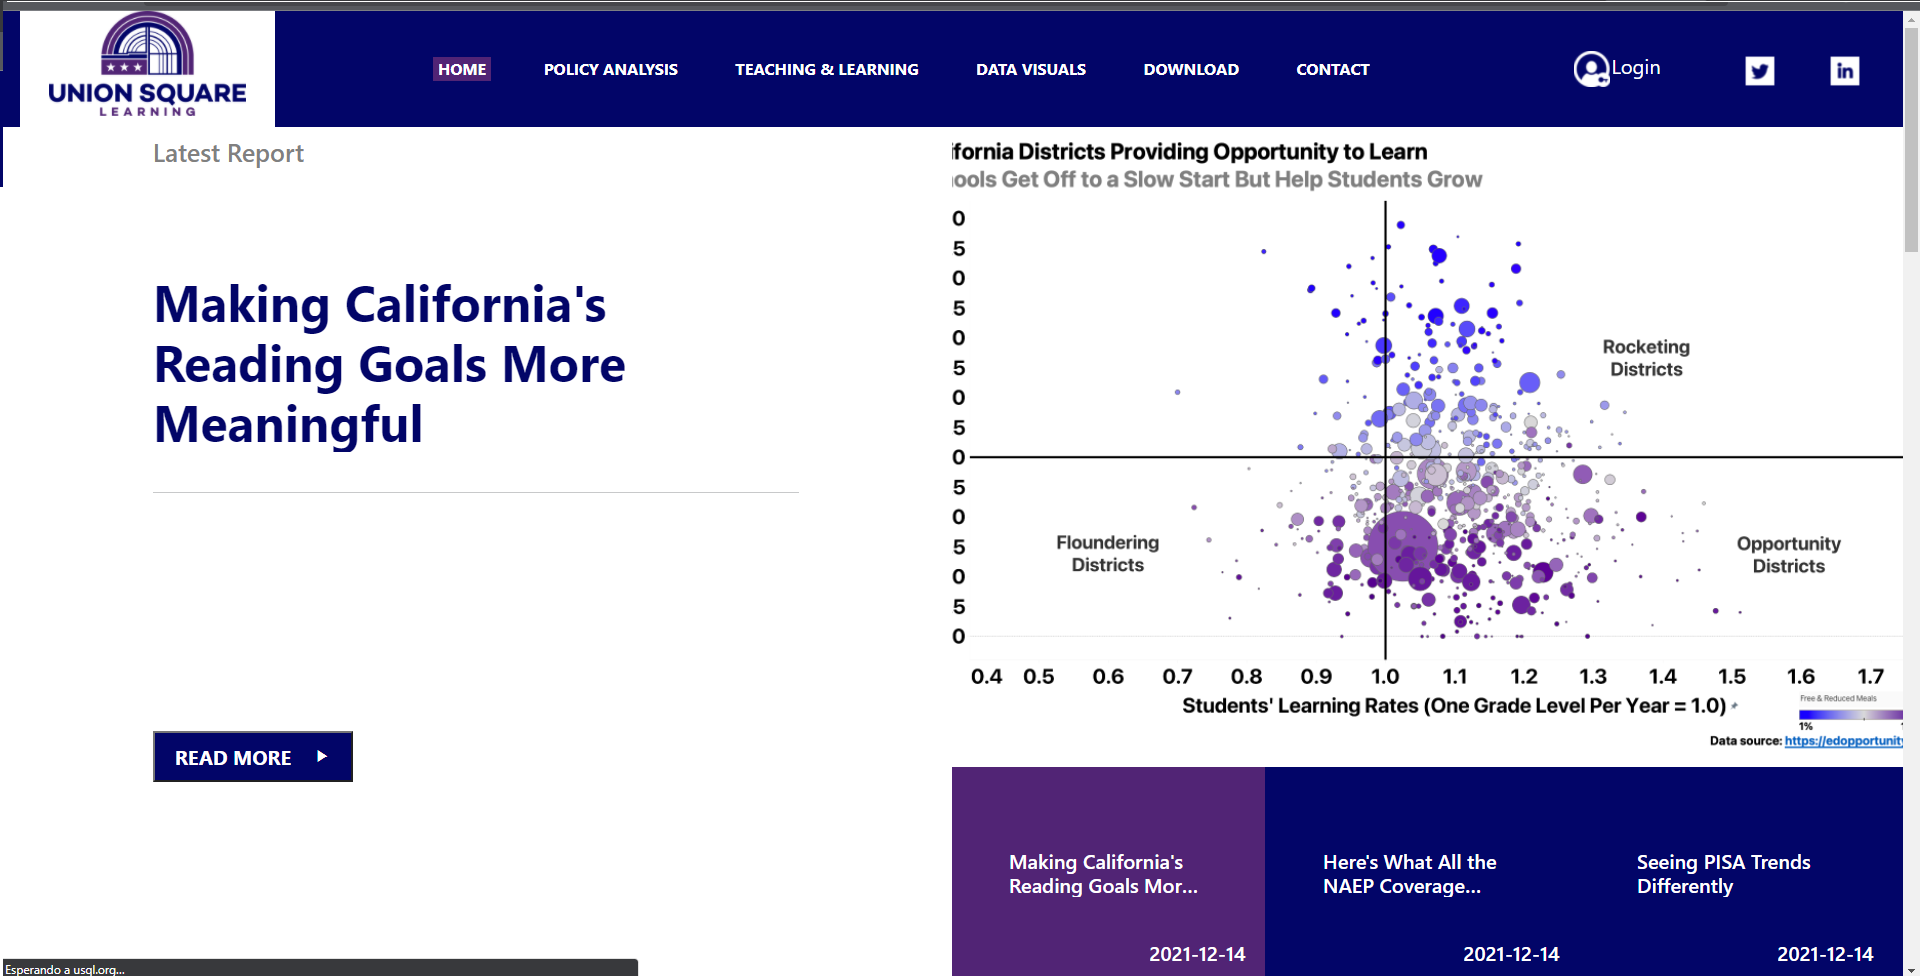 UNION SQUARE
LEARNING
HOME
POLICY ANALYSIS
TEACHING & LEARNING
DATA VISUALS
DOWNLOAD
CONTACT
Login
Latest Report
Making California's
Reading Goals More
Meaningful
READ MORE
ifornia Districts Providing Opportunity to Learn
ools Get Off to a Slow Start But Help Students Grow
0
5
0
5
0
5
0
5
0
5
0
5
0
5
0
Rocketing
Districts
Floundering
Districts
Opportunity
Districts
0.4 0.5 0.6 0.7 0.8 0.9 1.0 1.1 1.2 1.3 1.4 1.5 1.6 1.7
Students' Learning Rates (One Grade Level Per Year = 1.0)
Free & Reduced Meals
1%
Data source: https://edopportunity
Making California's
Reading Goals Mor...
2021-12-14
Here's What All the
NAEP Coverage...
2021-12-14
Seeing PISA Trends
Differently
2021-12-14
Esperando a usql.org...